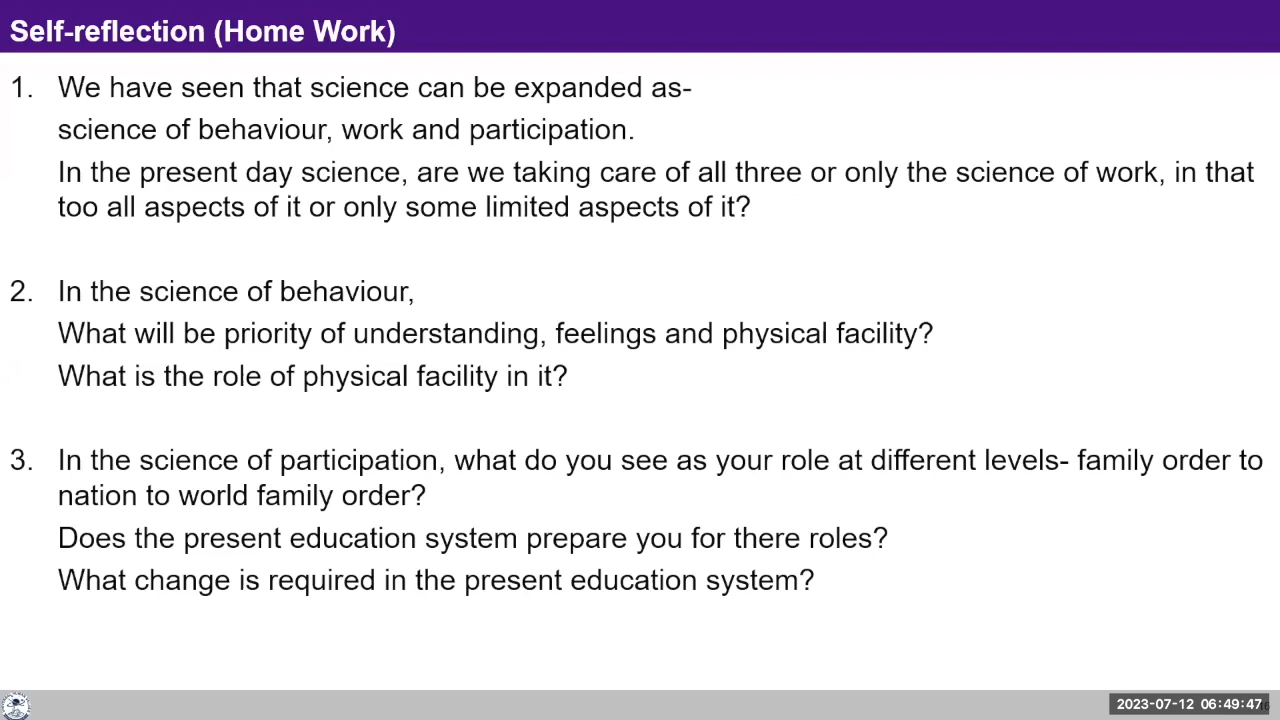 Self-reflection (Home Work)
1. We have seen that science can be expanded as-
science of behaviour, work and participation.
In the present day science, are we taking care of all three or only the science of work, in that
too all aspects of it or only some limited aspects of it?
2. In the science of behaviour,
What will be priority of understanding, feelings and physical facility?
What is the role of physical facility in it?
3. In the science of participation, what do you see as your role at different levels- family order to
nation to world family order?
Does the present education system prepare you for there roles?
What change is required in the present education system?
2023-07-12 06:49:47